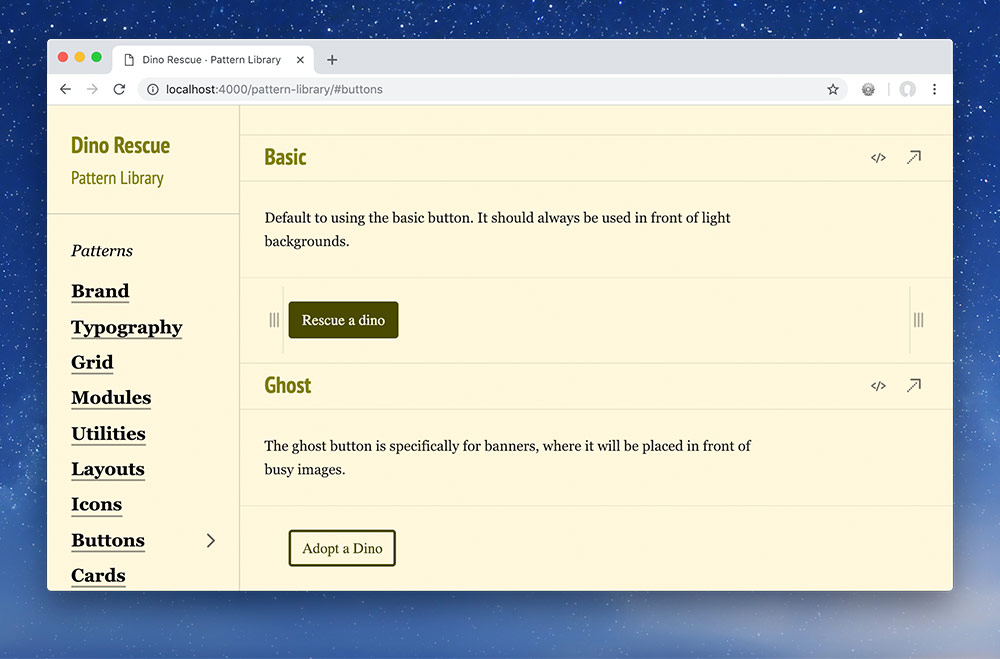 Dino Rescue · Pattern Library
localhost:4000/pattern-library/#buttons
Dino Rescue
Pattern Library
Patterns
Brand
Typography
Grid
Modules
Utilities
Layouts
Icons
Buttons
Cards
Basic
</>
Default to using the basic button. It should always be used in front of light
backgrounds.
Rescue a dino
Ghost
</>
The ghost button is specifically for banners, where it will be placed in front of
busy images.
Adopt a Dino